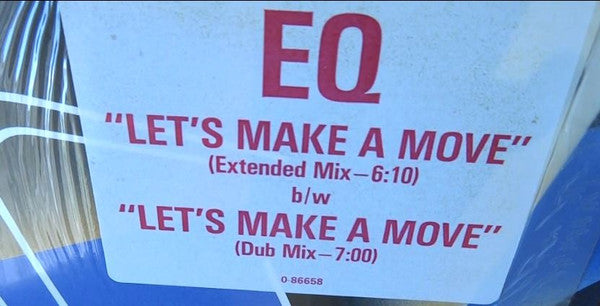 EQ
"LET'S MAKE A MOVE"
(Extended Mix—6:10)
b/w
"LET'S MAKE A MOVE"
(Dub Mix—7:00)
0-86658